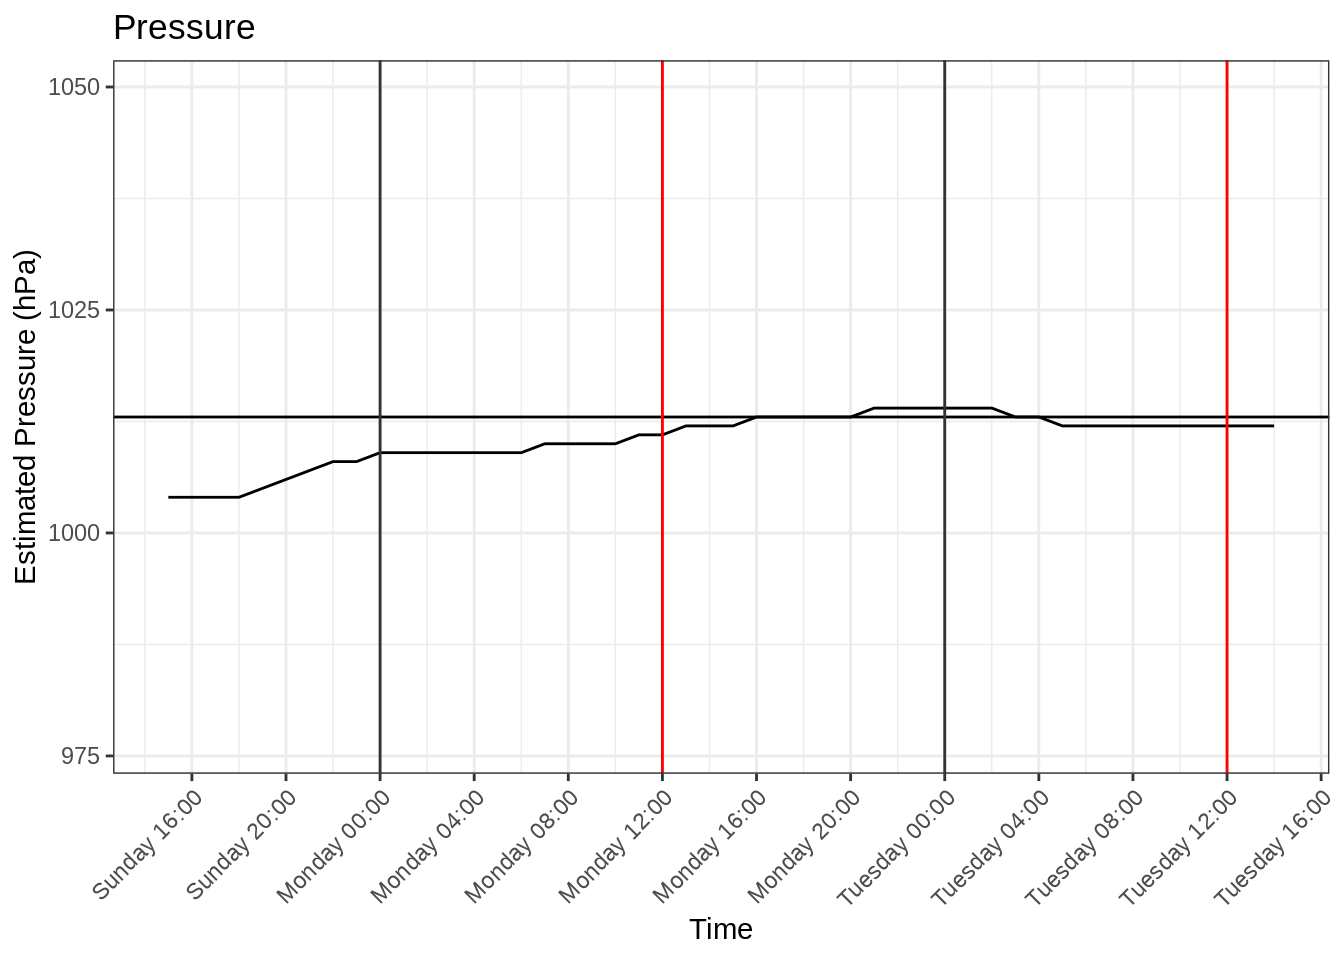 Pressure
Estimated Pressure (hPa)
1050
1025
1000
975
Sunday 16:00
Sunday 20:00
Monday 00:00
Monday 04:00
Monday 08:00
Monday 12:00
Monday 16:00
Monday 20:00
Tuesday 00:00
Tuesday 04:00
Tuesday 08:00
Tuesday 12:00
Tuesday 16:00
Time